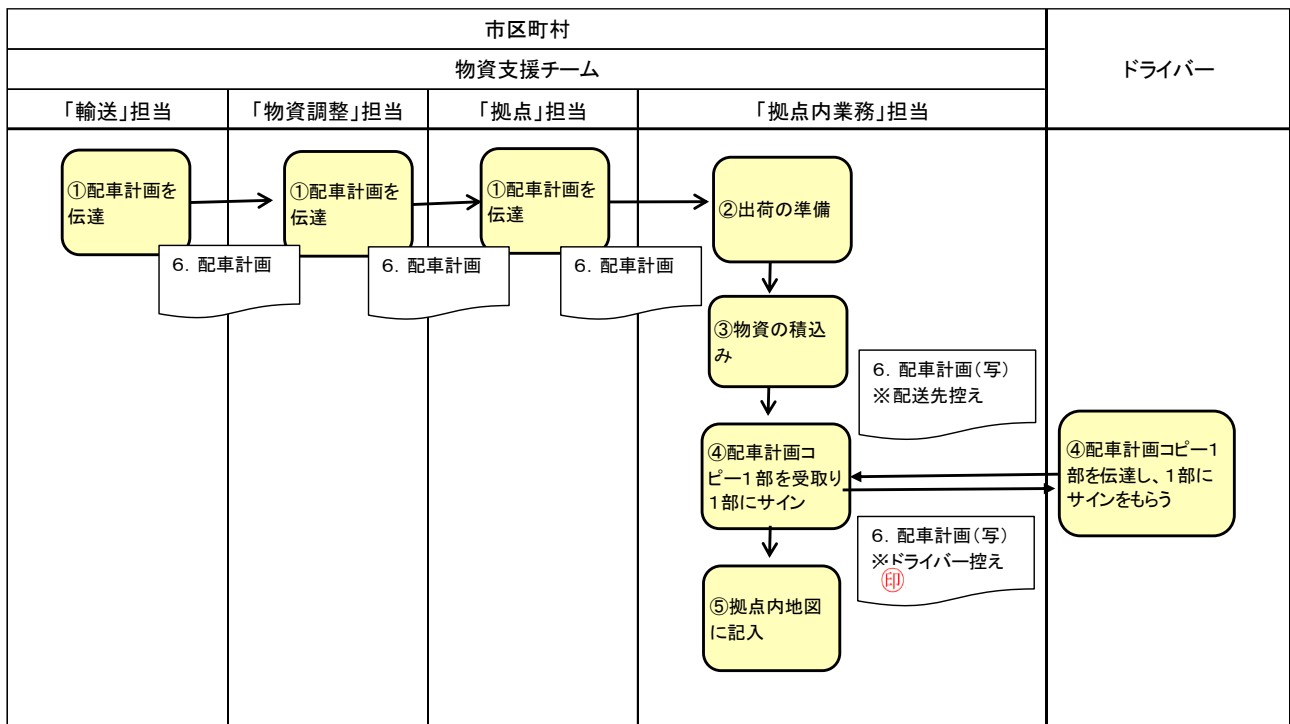 市区町村
ドライバー
物資支援チーム
「輸送」担当
「物資調整」担当
「拠点」担当
「拠点内業務」担当
①配車計画を
伝達
①配車計画を
伝達
①配車計画を
伝達
②出荷の準備
6．配車計画
6．配車計画
6．配車計画
③物資の積込
み
6．配車計画（写）
※配送先控え
④配車計画コ
ピー1部を受取り
1部にサイン
④配車計画コピー1
部を伝達し、1部に
サインをもらう
6．配車計画（写）
※ドライバー控え
印
⑤拠点内地図
に記入